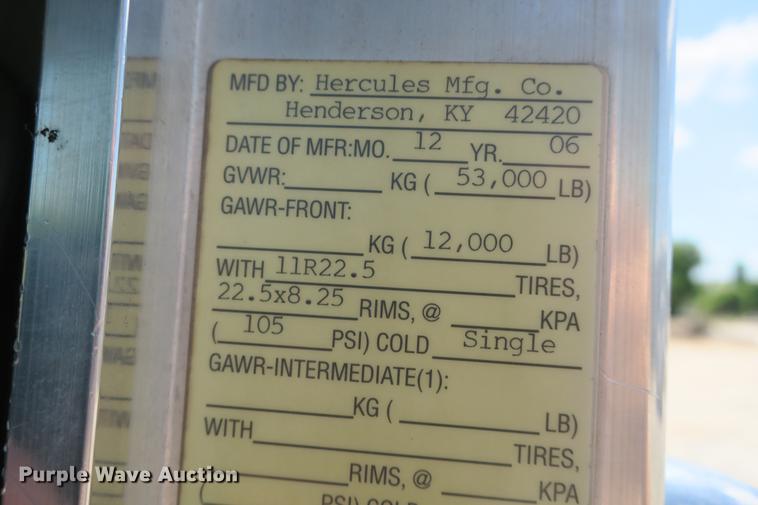 MFD BY: Hercules Mfg. Co.
Henderson, KY 42420
DATE OF MFR:MO. 12 YR. 06
GVWR: KG ( 53,000 LB)
GAWR-FRONT:
KG ( 12,000 LB)
WITH 11R22.5 TIRES,
22.5x8.25 RIMS, @ KPA
( 105 PSI) COLD Single
GAWR-INTERMEDIATE(1):
KG ( LB)
WITH TIRES,
RIMS, @ KPA
( PSI) COLD
Purple Wave Auction